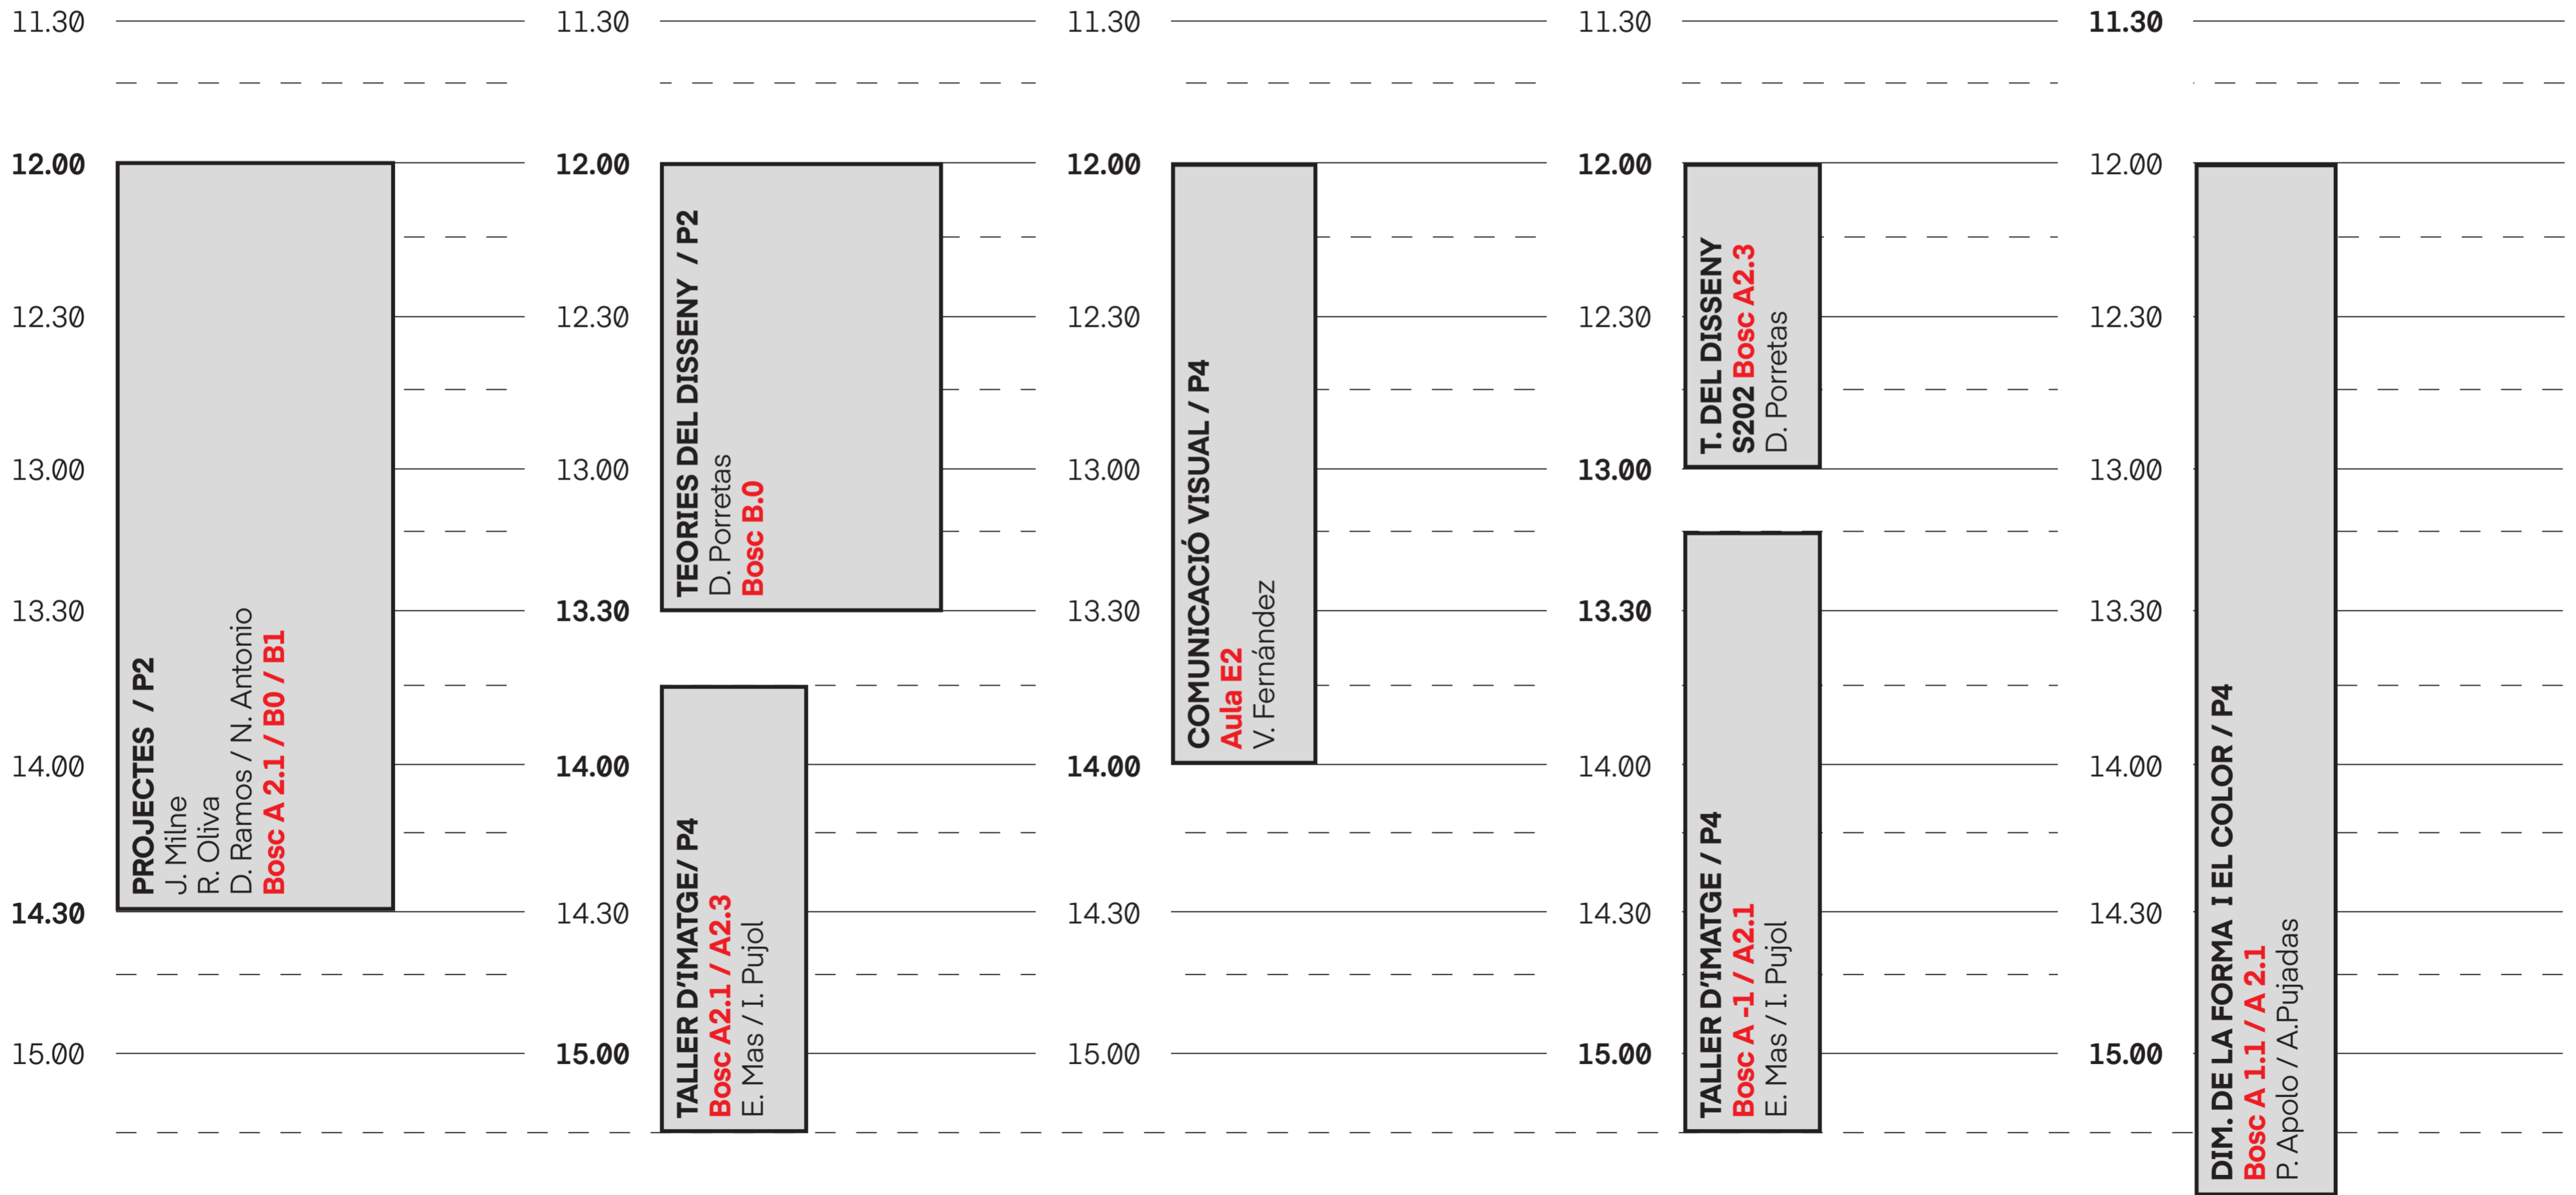 11.30
12.00
12.30
13.00
13.30
14.00
14.30
15.00
PROJECTES / P2
J. Milne
R. Oliva
D. Ramos / N. Antonio
Bosc A 2.1 / B0 / B1
11.30
12.00
12.30
13.00
13.30
14.00
14.30
15.00
TEORIES DEL DISSENY / P2
D. Porretas
Bosc B.0
TALLER D'IMATGE/ P4
Bosc A2.1 / A2.3
E. Mas / I. Pujol
11.30
12.00
12.30
13.00
13.30
14.00
14.30
15.00
COMUNICACIÓ VISUAL / P4
Aula E2
V. Fernández
11.30
12.00
12.30
13.00
13.30
14.00
14.30
15.00
T. DEL DISSENY
S202 Bosc A2.3
D. Porretas
TALLER D'IMATGE / P4
Bosc A -1 / A2.1
E. Mas / I. Pujol
11.30
12.00
12.30
13.00
13.30
14.00
14.30
15.00
DIM. DE LA FORMA I EL COLOR / P4
Bosc A 1.1 / A 2.1
P. Apolo / A.Pujadas